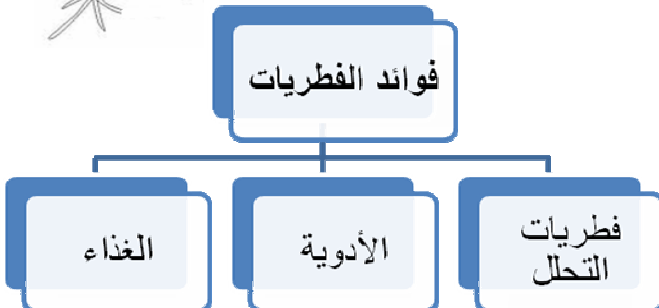 فوائد الفطريات
فطريات
التحلل
الأدوية
الغذاء